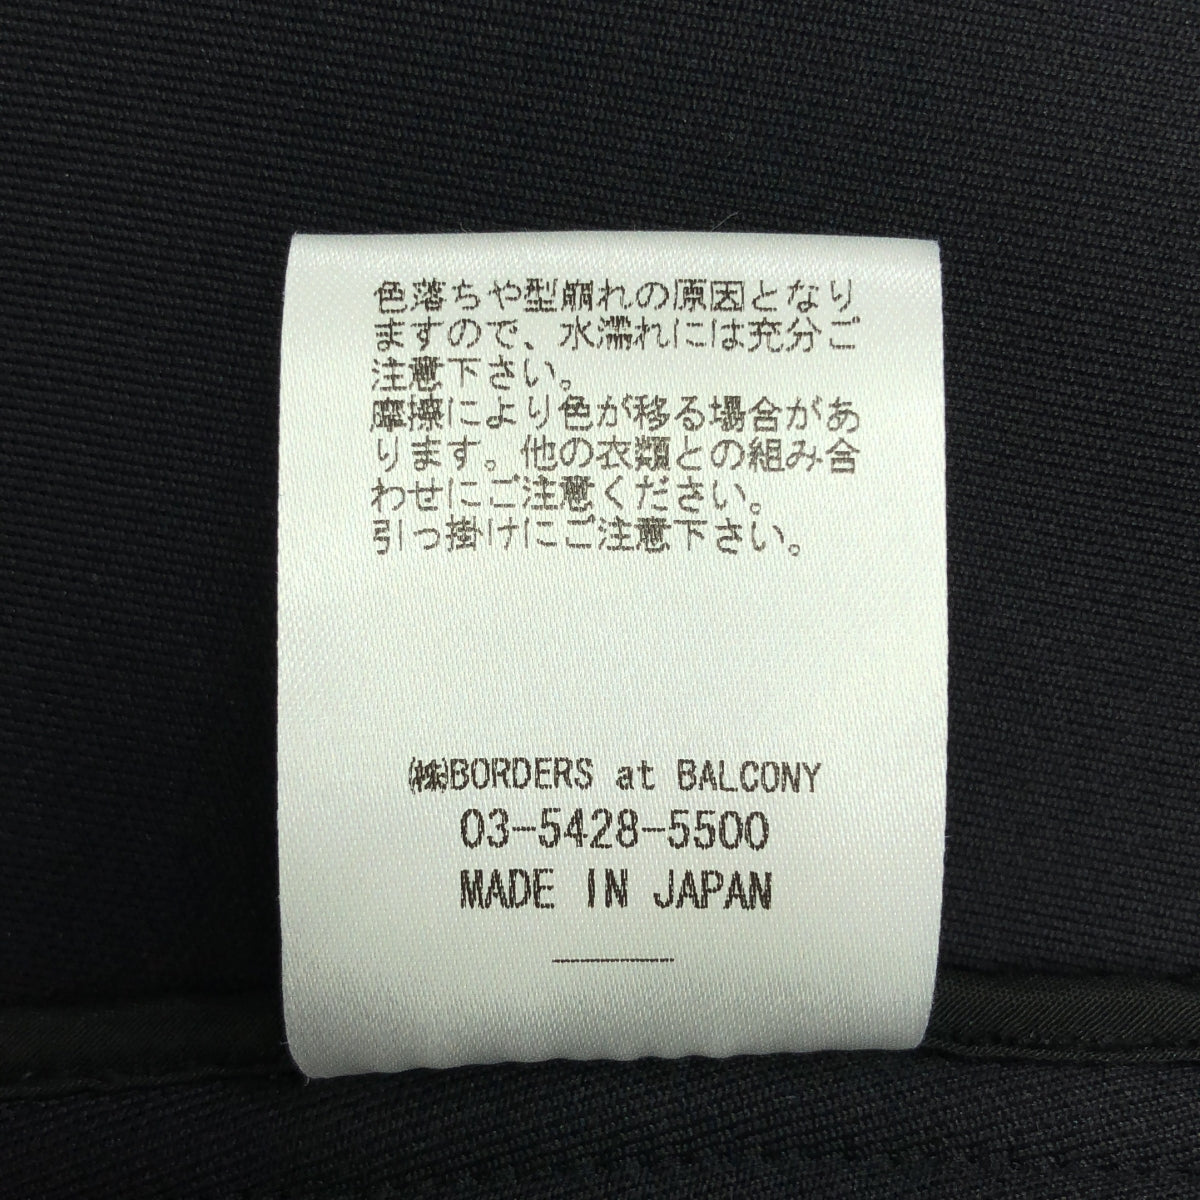 色落ちや型崩れの原因となり
ますので、水濡れには充分ご
注意下さい。
摩擦により色が移る場合があ
ります。他の衣類との組み合
わせにご注意ください。
引っ掛けにご注意下さい。
㈱BORDERS at BALCONY
03-5428-5500
MADE IN JAPAN